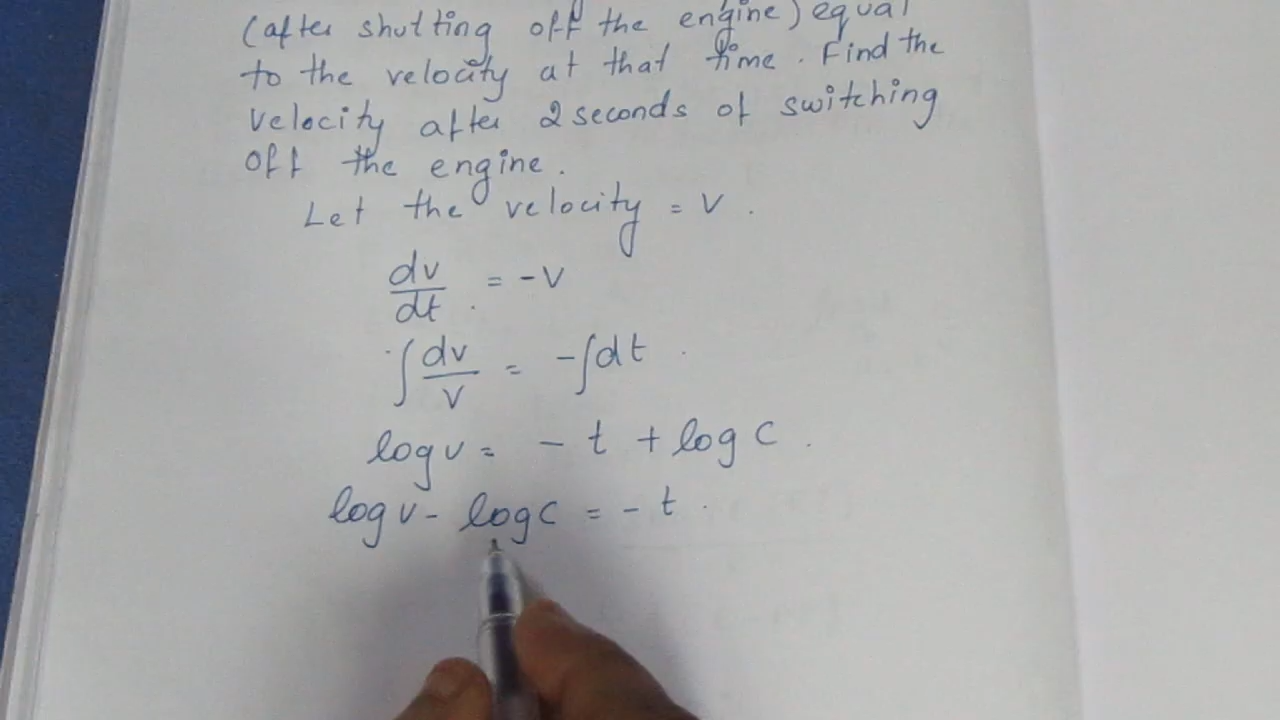 (after shutting off the engine) equal
to the velocity at that time. Find the
velocity after 2 seconds of switching
off the engine.
Let the velocity = v.
dv/dt = -v
∫ dv/v = -∫dt
log v = - t + log c.
log v - log c = - t.